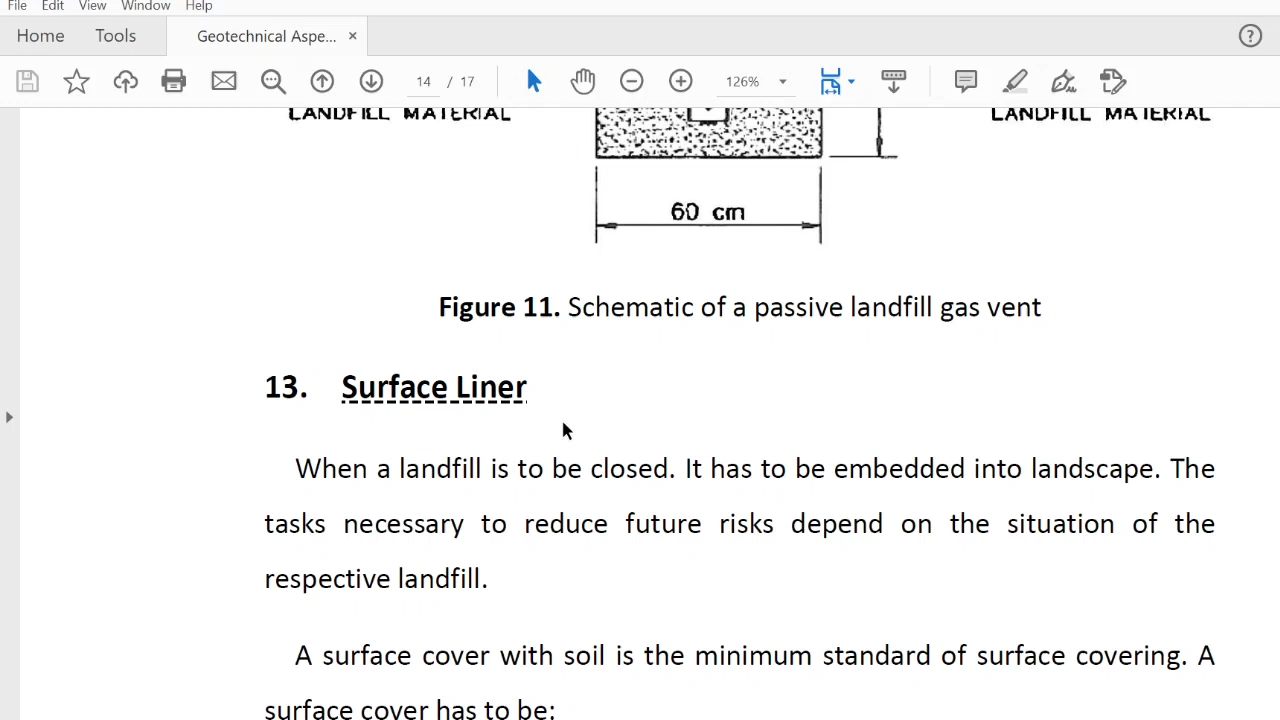 File Edit View Window Help
Home Tools Geotechnical Aspe... ×
14 / 17 126%
LANDFILL MATERIAL LANDFILL MATERIAL
60 cm
Figure 11. Schematic of a passive landfill gas vent
13. Surface Liner
When a landfill is to be closed. It has to be embedded into landscape. The
tasks necessary to reduce future risks depend on the situation of the
respective landfill.
A surface cover with soil is the minimum standard of surface covering. A
surface cover has to be: